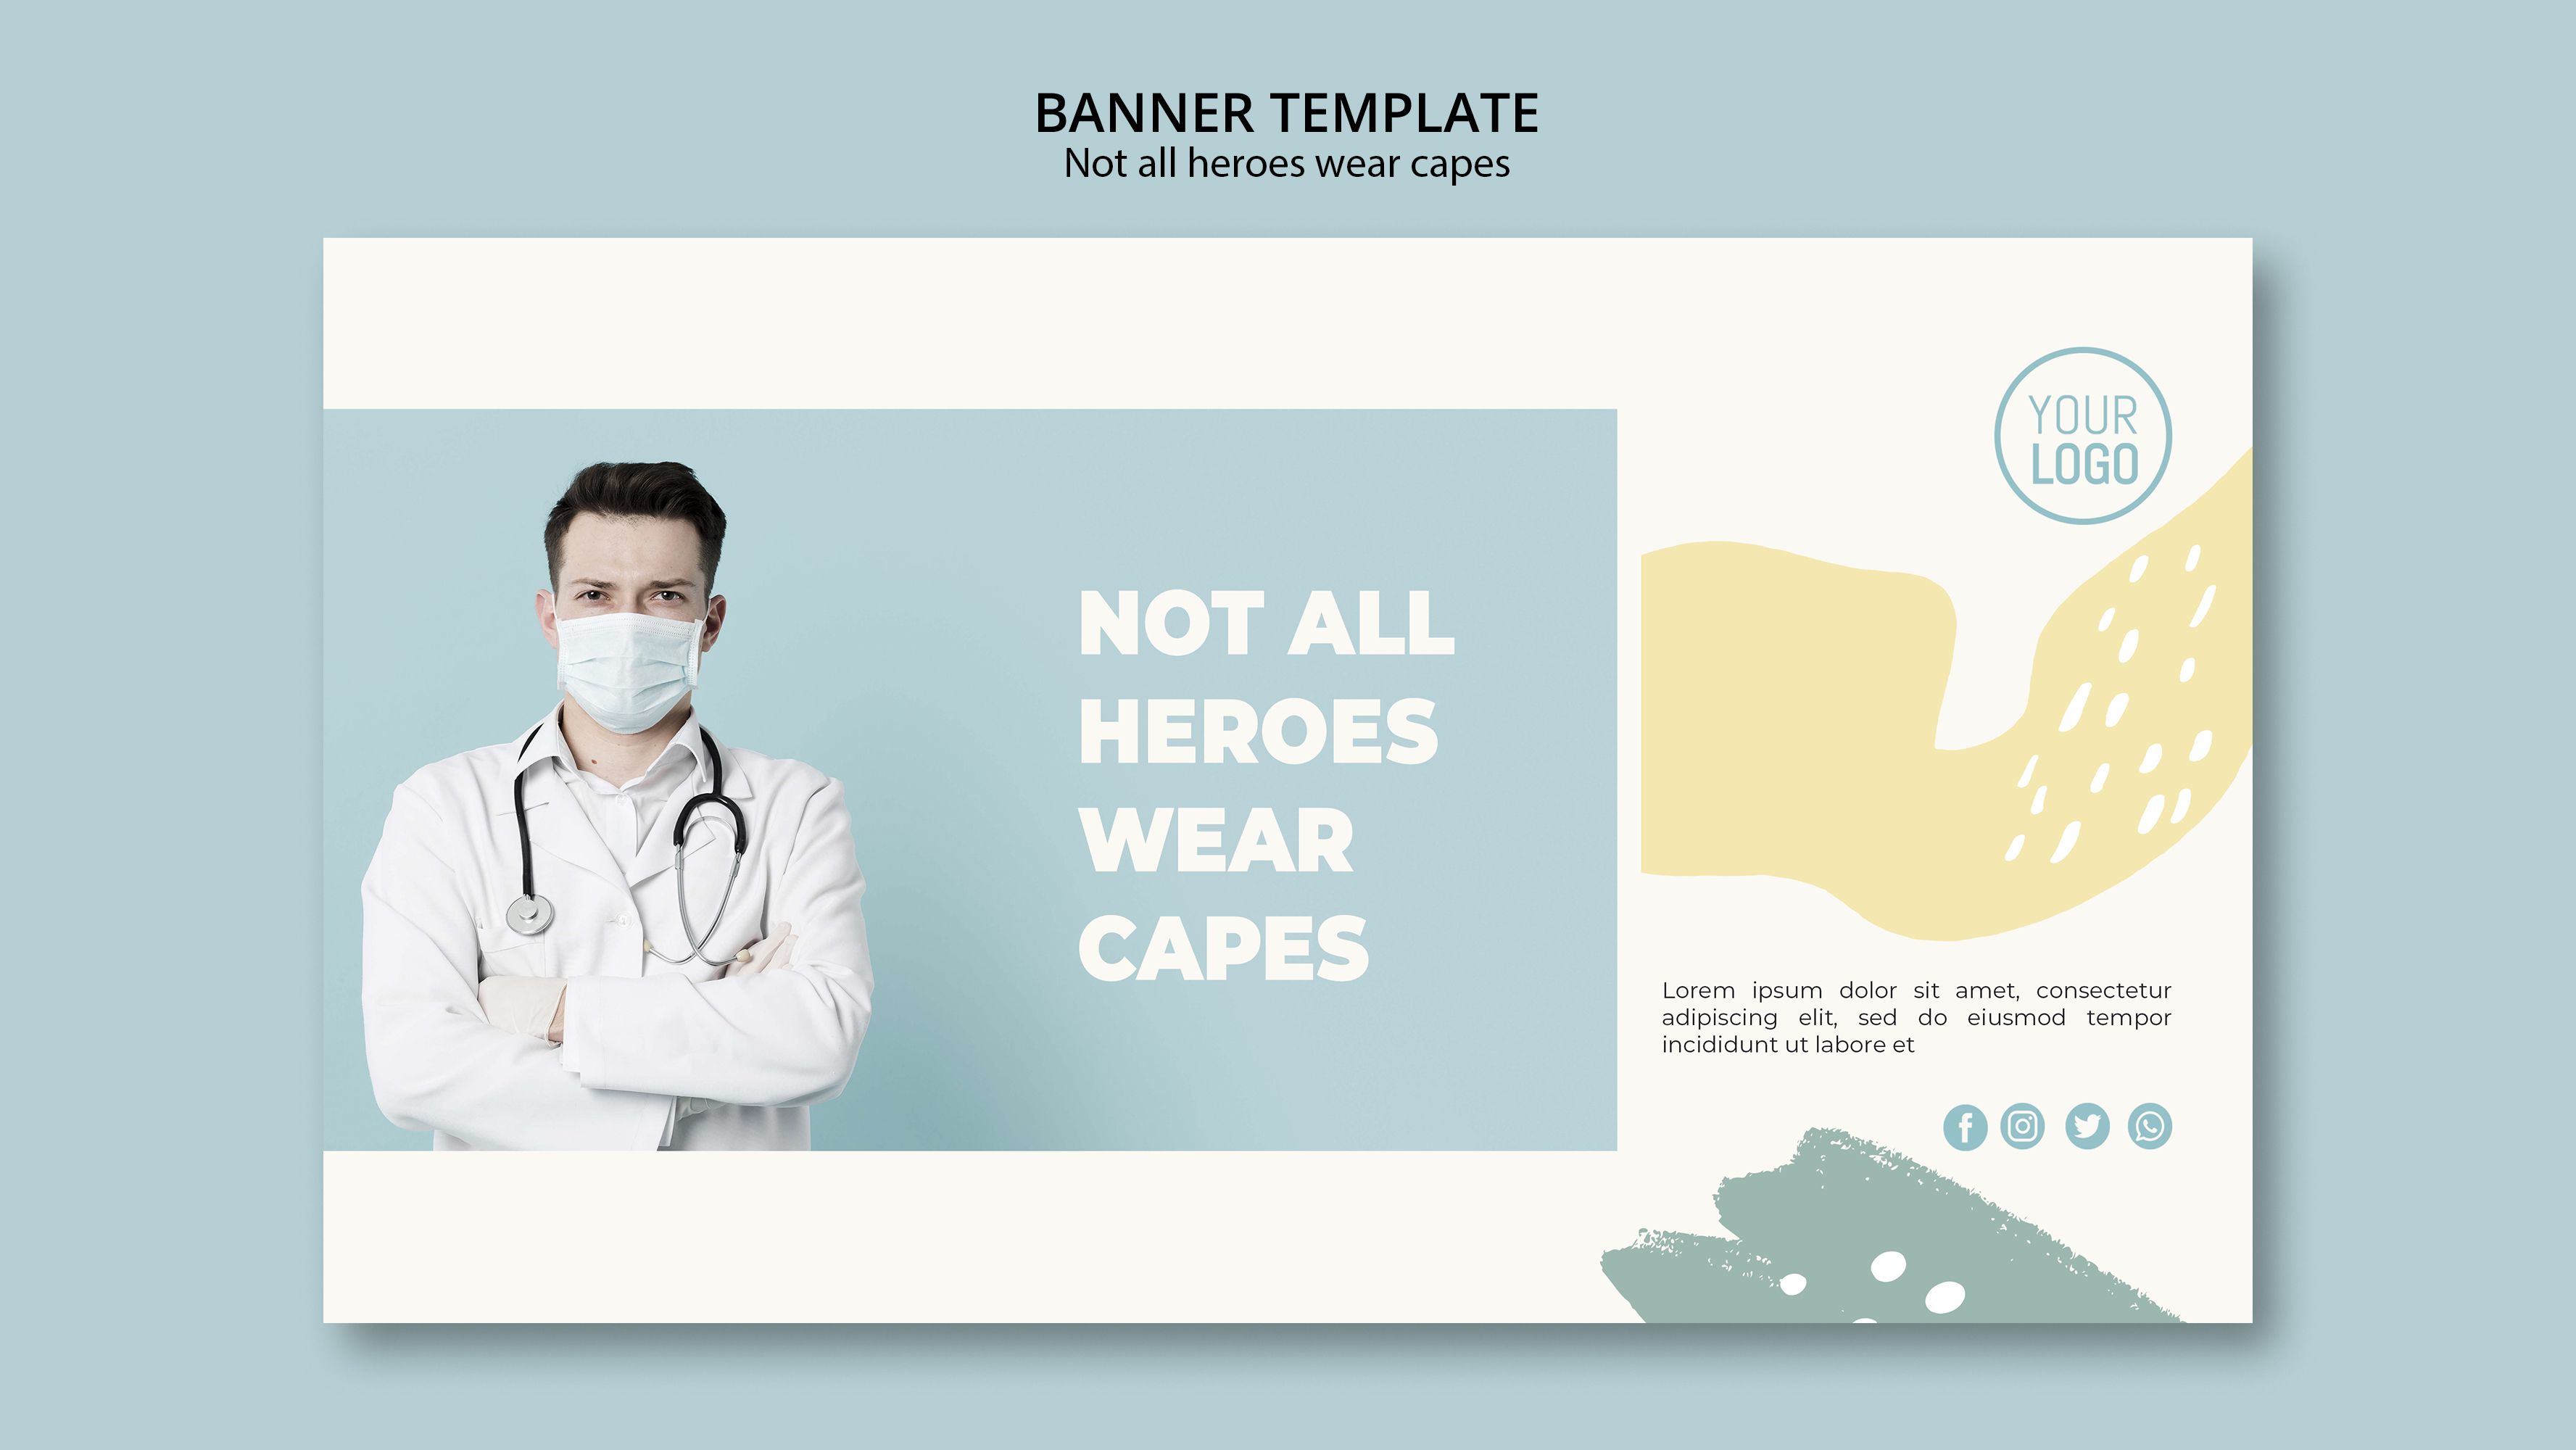 BANNER TEMPLATE
Not all heroes wear capes
YOUR
LOGO
NOT ALL
HEROES
WEAR
CAPES
Lorem ipsum dolor sit amet, consectetur
adipiscing elit, sed do eiusmod tempor
incididunt ut labore et